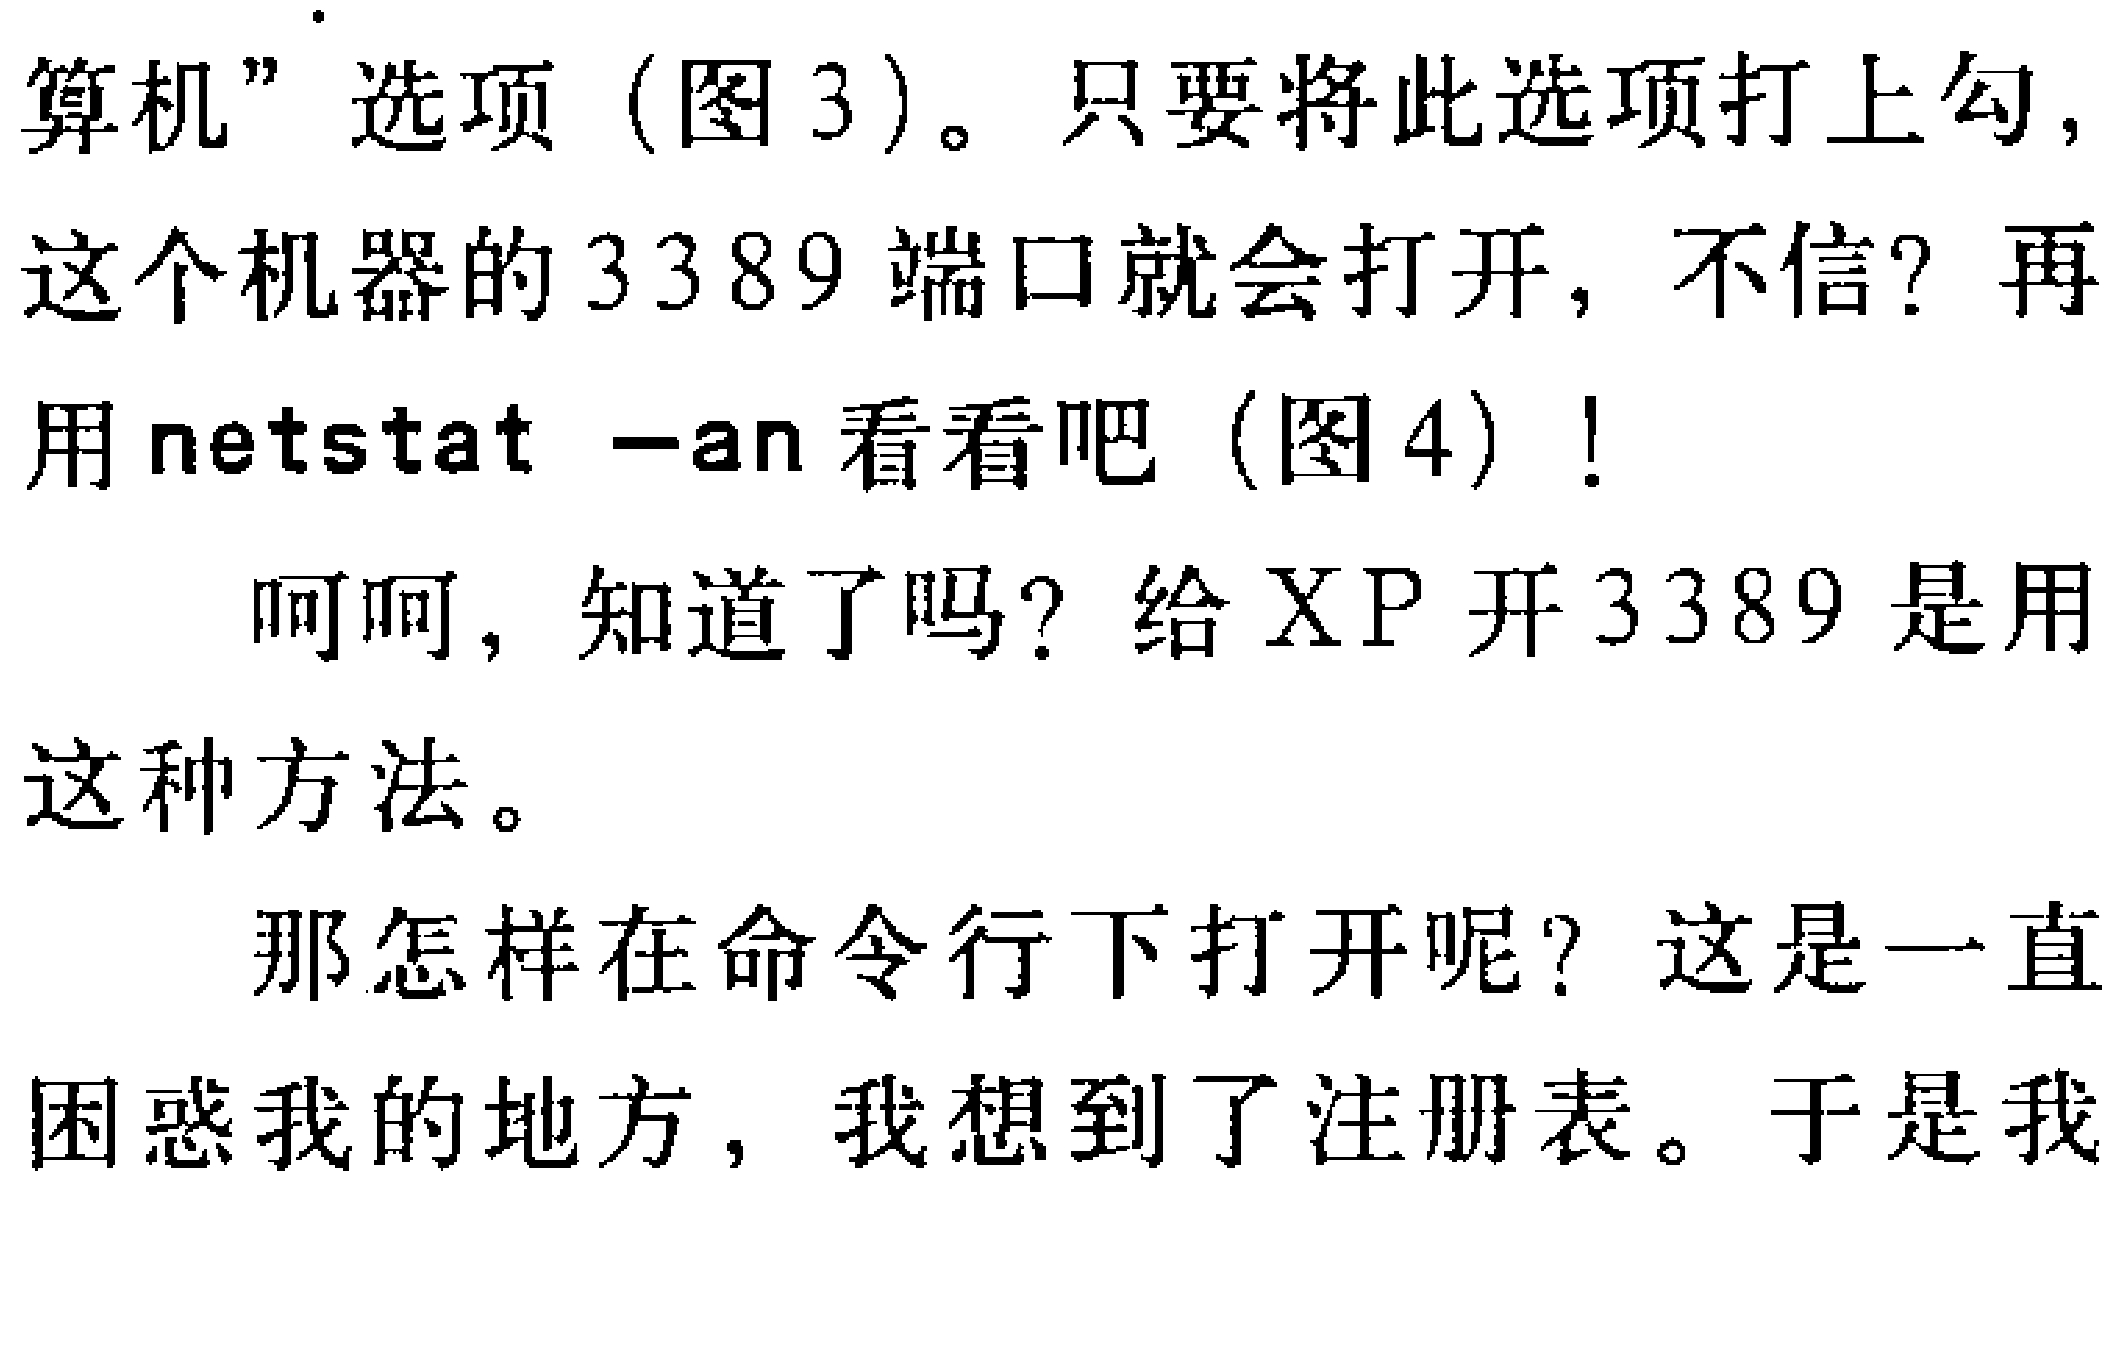 算机”选项（图3）。只要将此选项打上勾，
这个机器的3389端口就会打开，不信？再
用netstat －an看看吧（图4）！
呵呵，知道了吗？给XP开3389是用
这种方法。
那怎样在命令行下打开呢？这是一直
困惑我的地方，我想到了注册表。于是我